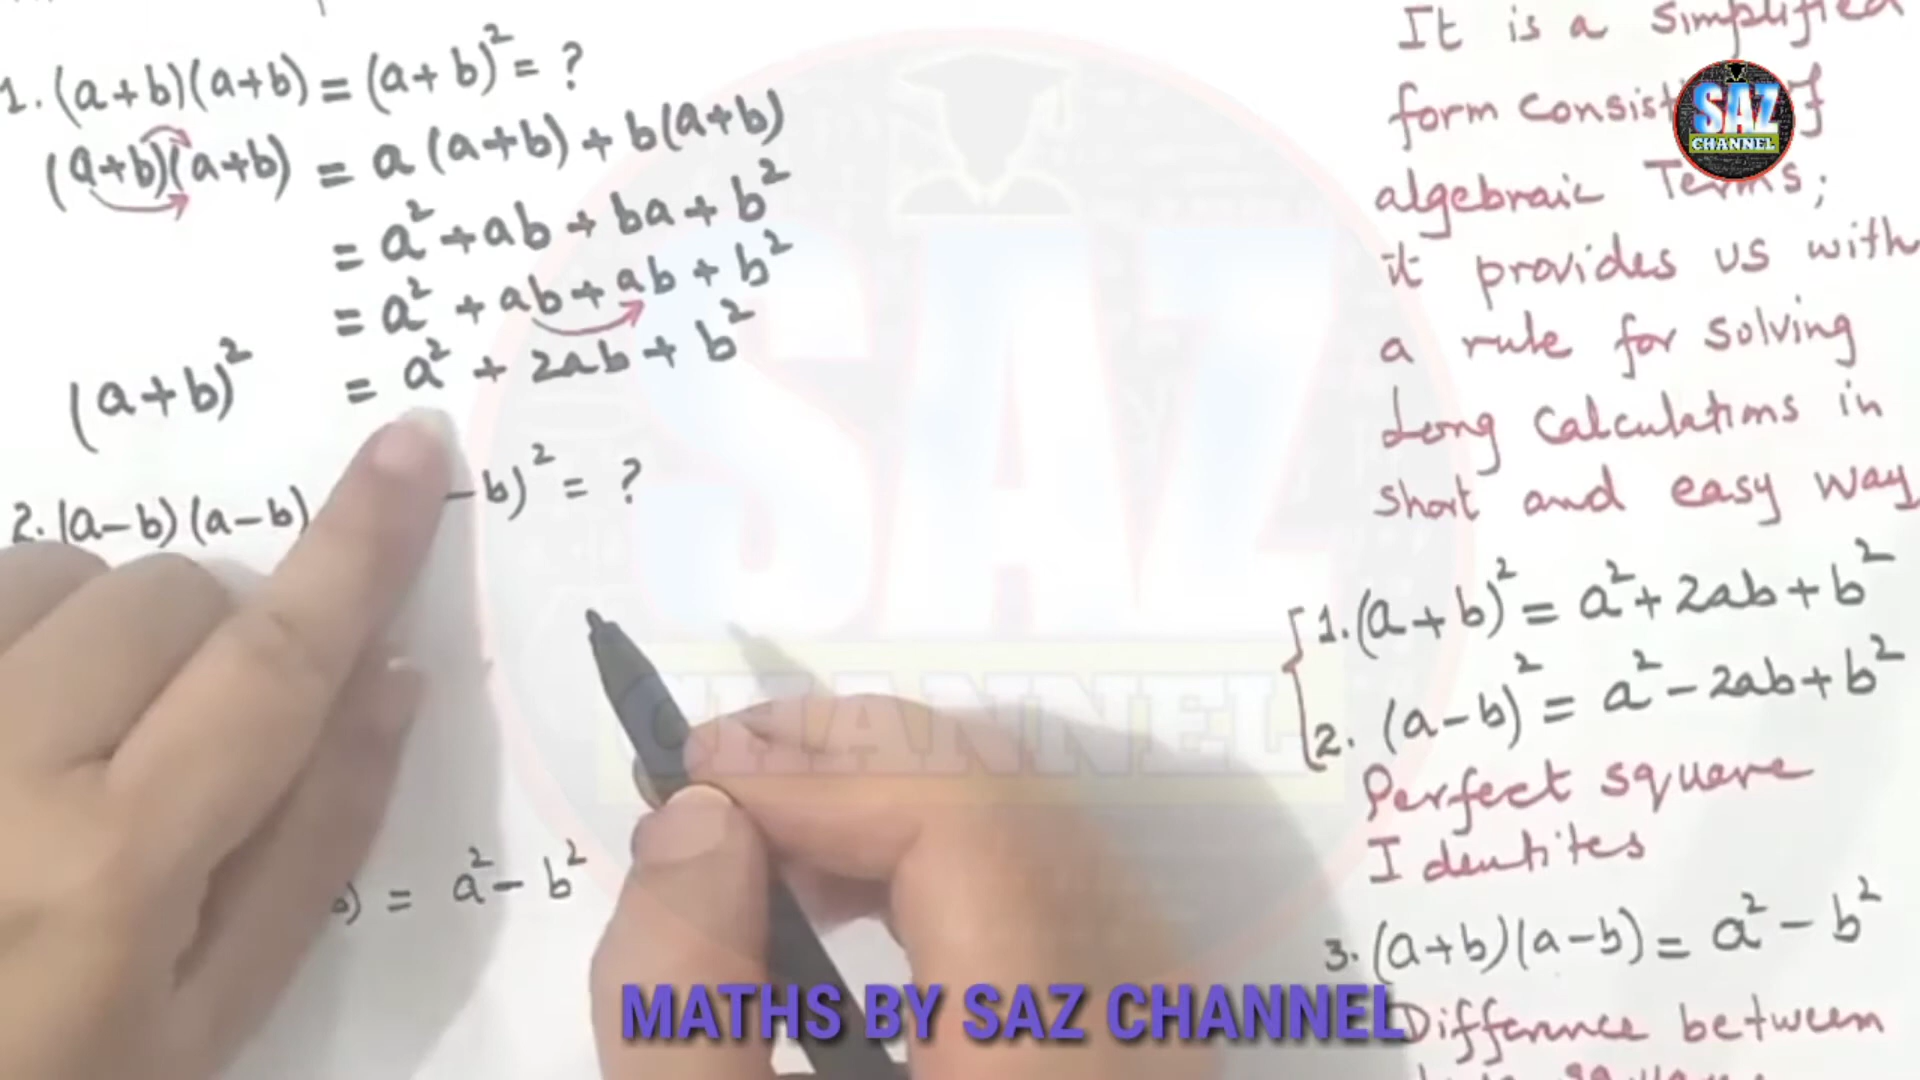 1. (a+b)(a+b) = (a+b)² = ?
(a+b)(a+b) = a(a+b) + b(a+b)
= a² + ab + ba + b²
= a² + ab + ab + b²
(a+b)² = a² + 2ab + b²
2. (a-b)(a-b) -b)² = ?
) = a² - b²
It is a simplified
form
algebraic Terms;
it provides us with
a rule for solving
Long Calculations in
short and easy way
1. (a+b)² = a² + 2ab + b²
2. (a-b)² = a² - 2ab + b²
Perfect square
Identites
3. (a+b)(a-b) = a² - b²
Difference between
SAZ
CHANNEL
SAZ
CHANNEL
MATHS BY SAZ CHANNEL